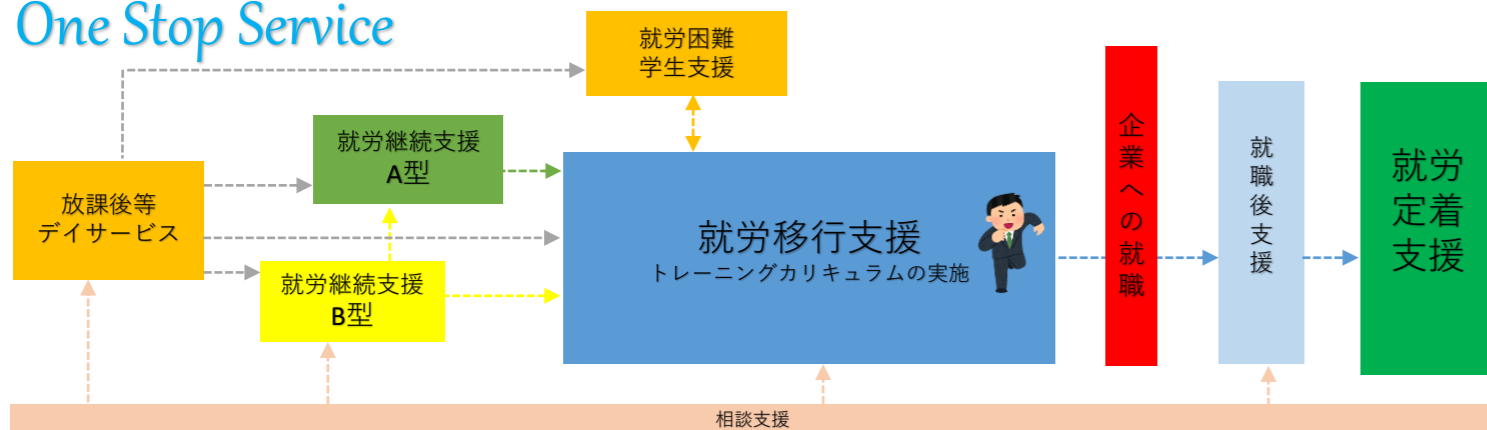 One Stop Service
就労困難
学生支援
就労継続支援
A型
放課後等
デイサービス
就労継続支援
B型
就労移行支援
トレーニングカリキュラムの実施
企業への就職
就職後支援
就労
定着
支援
相談支援